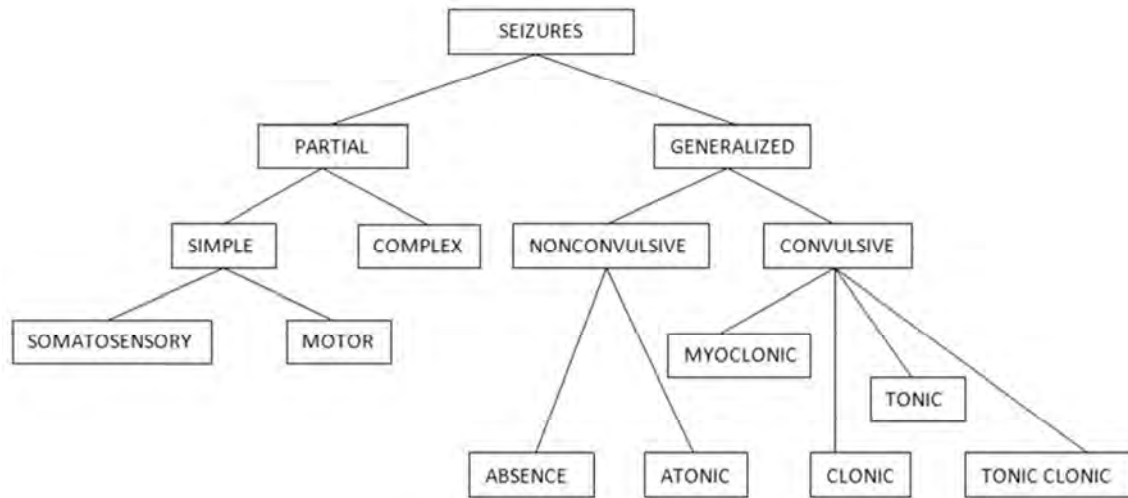 SEIZURES
PARTIAL
GENERALIZED
SIMPLE
COMPLEX
NONCONVULSIVE
CONVULSIVE
SOMATOSENSORY
MOTOR
MYOCLONIC
TONIC
ABSENCE
ATONIC
CLONIC
TONIC CLONIC